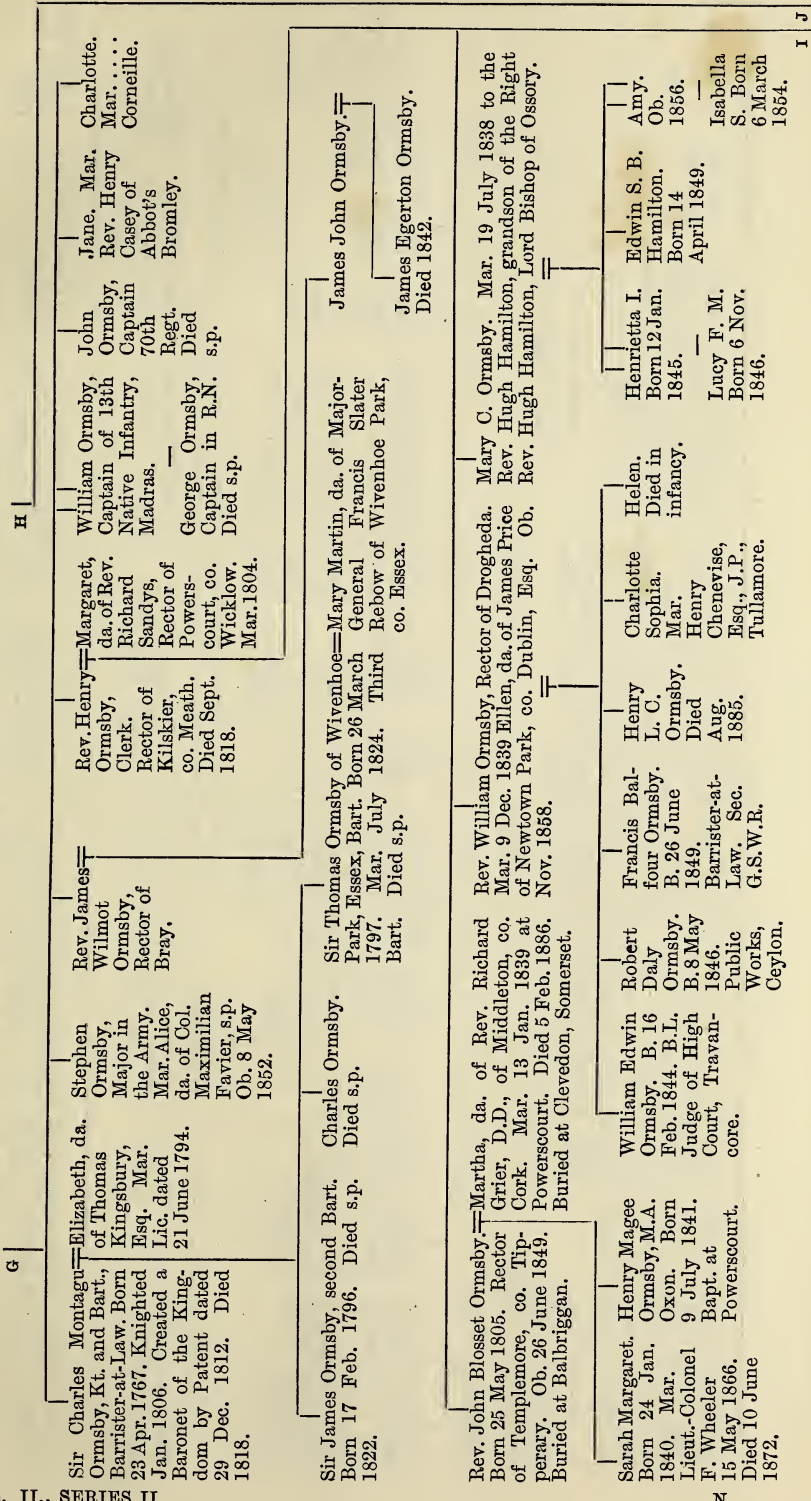 G
H
Sir Charles Montagu=Elizabeth, da.
Ormsby, Kt. and Bart.,
Barrister-at-Law. Born
23 Apr. 1767. Knighted
Jan. 1806. Created a
Baronet of the King-
dom by Patent dated
29 Dec. 1812. Died
1818.
of Thomas
Kingsbury,
Esq. Mar.
Lic. dated
21 June 1794.
Stephen
Ormsby,
Major in
the Army.
Mar. Alice,
da. of Col.
Maximilian
Favier, s.p.
Ob. 8 May
1852.
Rev. James=
Wilmot
Ormsby,
Rector of
Bray.
Rev. Henry=Margaret,
Ormsby,
Clerk.
Rector of
Kilskier,
co. Meath.
Died Sept.
1818.
da. of Rev.
Richard
Sandys,
Rector of
Powers-
court, co.
Wicklow.
Mar. 1804.
William Ormsby,
Captain of 13th
Native Infantry,
Madras.
—
George Ormsby,
Captain in R.N.
Died s.p.
John
Ormsby,
Captain
70th
Regt.
Died
s.p.
Jane. Mar.
Rev. Henry
Casey of
Abbot's
Bromley.
Charlotte.
Mar.....
Corneille.
Sir James Ormsby, second Bart.
Born 17 Feb. 1796. Died s.p.
1822.
Charles Ormsby.
Died s.p.
Sir Thomas Ormsby of Wivenhoe=Mary Martin, da. of Major-
Park, Essex, Bart. Born 26 March
1797. Mar. July 1824. Third
Bart. Died s.p.
General Francis Slater
Rebow of Wivenhoe Park,
co. Essex.
James John Ormsby.=
James Egerton Ormsby.
Died 1842.
Rev. John Blosset Ormsby.=Martha, da. of Rev. Richard
Born 25 May 1805. Rector
of Templemore, co. Tip-
perary. Ob. 26 June 1849.
Buried at Balbriggan.
Grier, D.D., of Middleton, co.
Cork. Mar. 13 Jan. 1839 at
Powerscourt. Died 5 Feb. 1886.
Buried at Clevedon, Somerset.
Rev. William Ormsby, Rector of Drogheda.
Mar. 9 Dec. 1839 Ellen, da. of James Price
of Newtown Park, co. Dublin, Esq. Ob.
Nov. 1858.
Mary C. Ormsby. Mar. 19 July 1838 to the
Rev. Hugh Hamilton, grandson of the Right
Rev. Hugh Hamilton, Lord Bishop of Ossory.
Sarah Margaret.
Born 24 Jan.
1840. Mar.
Lieut.-Colonel
F. Wheeler
15 May 1866.
Died 10 June
1872.
Henry Magee
Ormsby, M.A.
Oxon. Born
9 July 1841.
Bapt. at
Powerscourt.
William Edwin
Ormsby. B. 16
Feb. 1844. B.L.
Judge of High
Court, Travan-
core.
Robert
Daly
Ormsby.
B. 8 May
1846.
Public
Works,
Ceylon.
Francis Bal-
four Ormsby.
B. 26 June
1849.
Barrister-at-
Law. Sec.
G.S.W.R.
Henry
L. C.
Ormsby.
Died
Aug.
1885.
Charlotte
Sophia.
Mar.
Henry
Chenevise,
Esq., J.P.,
Tullamore.
Helen.
Died in
infancy.
Henrietta I.
Born 12 Jan.
1845.
—
Lucy F. M.
Born 6 Nov.
1846.
Edwin S. B.
Hamilton.
Born 14
April 1849.
Amy.
Ob.
1856.
—
Isabella
S. Born
6 March
1854.
I J
II., SERIES II
N